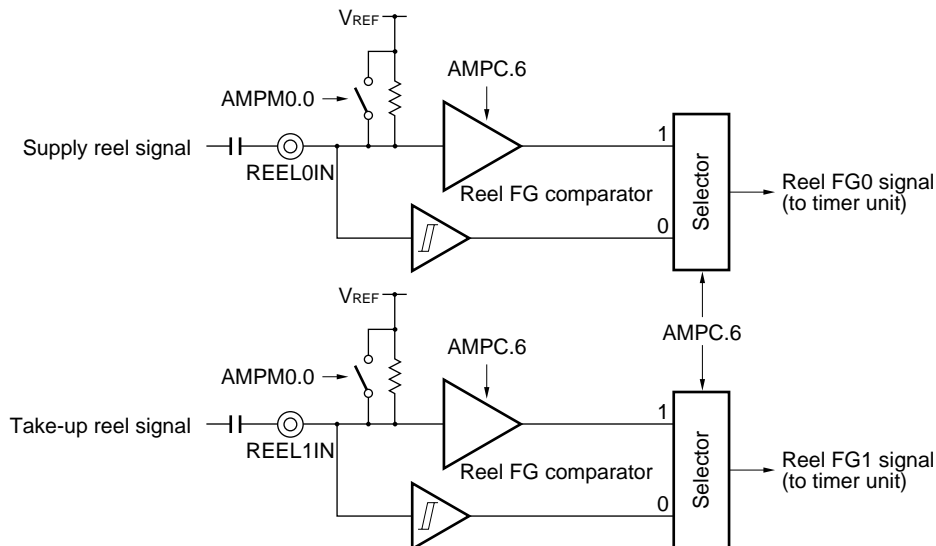 VREF
AMPC.6
AMPM0.0
1
Supply reel signal
REEL0IN
Reel FG comparator
Selector
Reel FG0 signal
(to timer unit)
0
VREF
AMPC.6
AMPC.6
AMPM0.0
1
Take-up reel signal
REEL1IN
Reel FG comparator
Selector
Reel FG1 signal
(to timer unit)
0